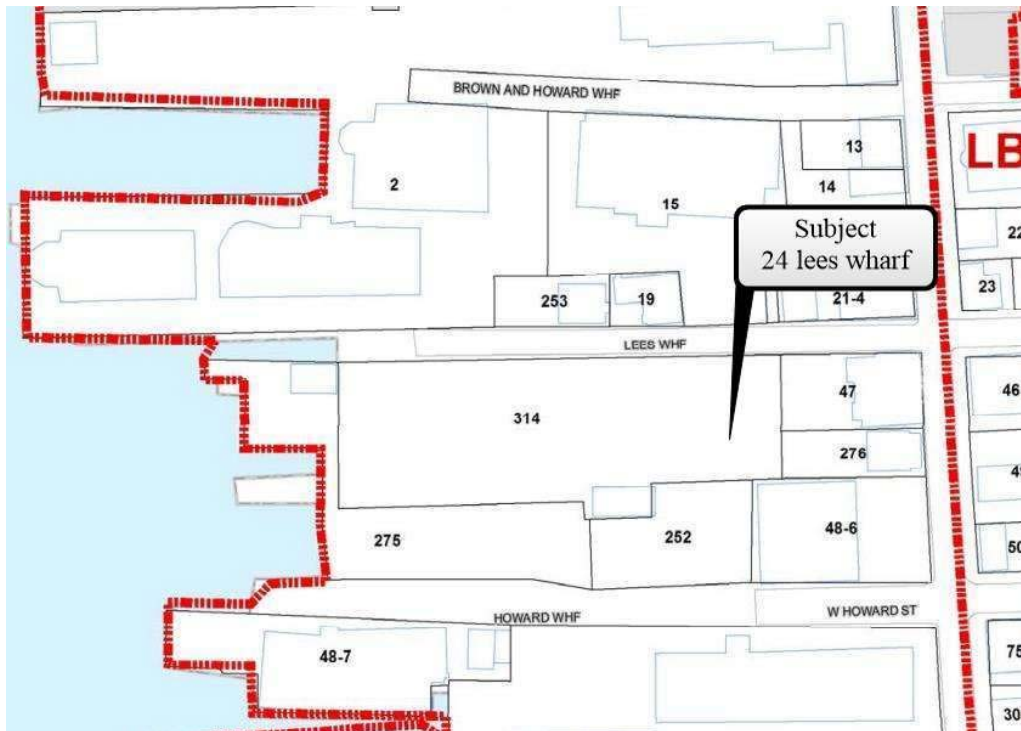 BROWN AND HOWARD WHF
13
LB
2
14
15
Subject
24 lees wharf
22
253
19
21-4
23
LEES WHF
314
47
46
276
275
252
48-6
50
HOWARD WHF
W HOWARD ST
48-7
75
30